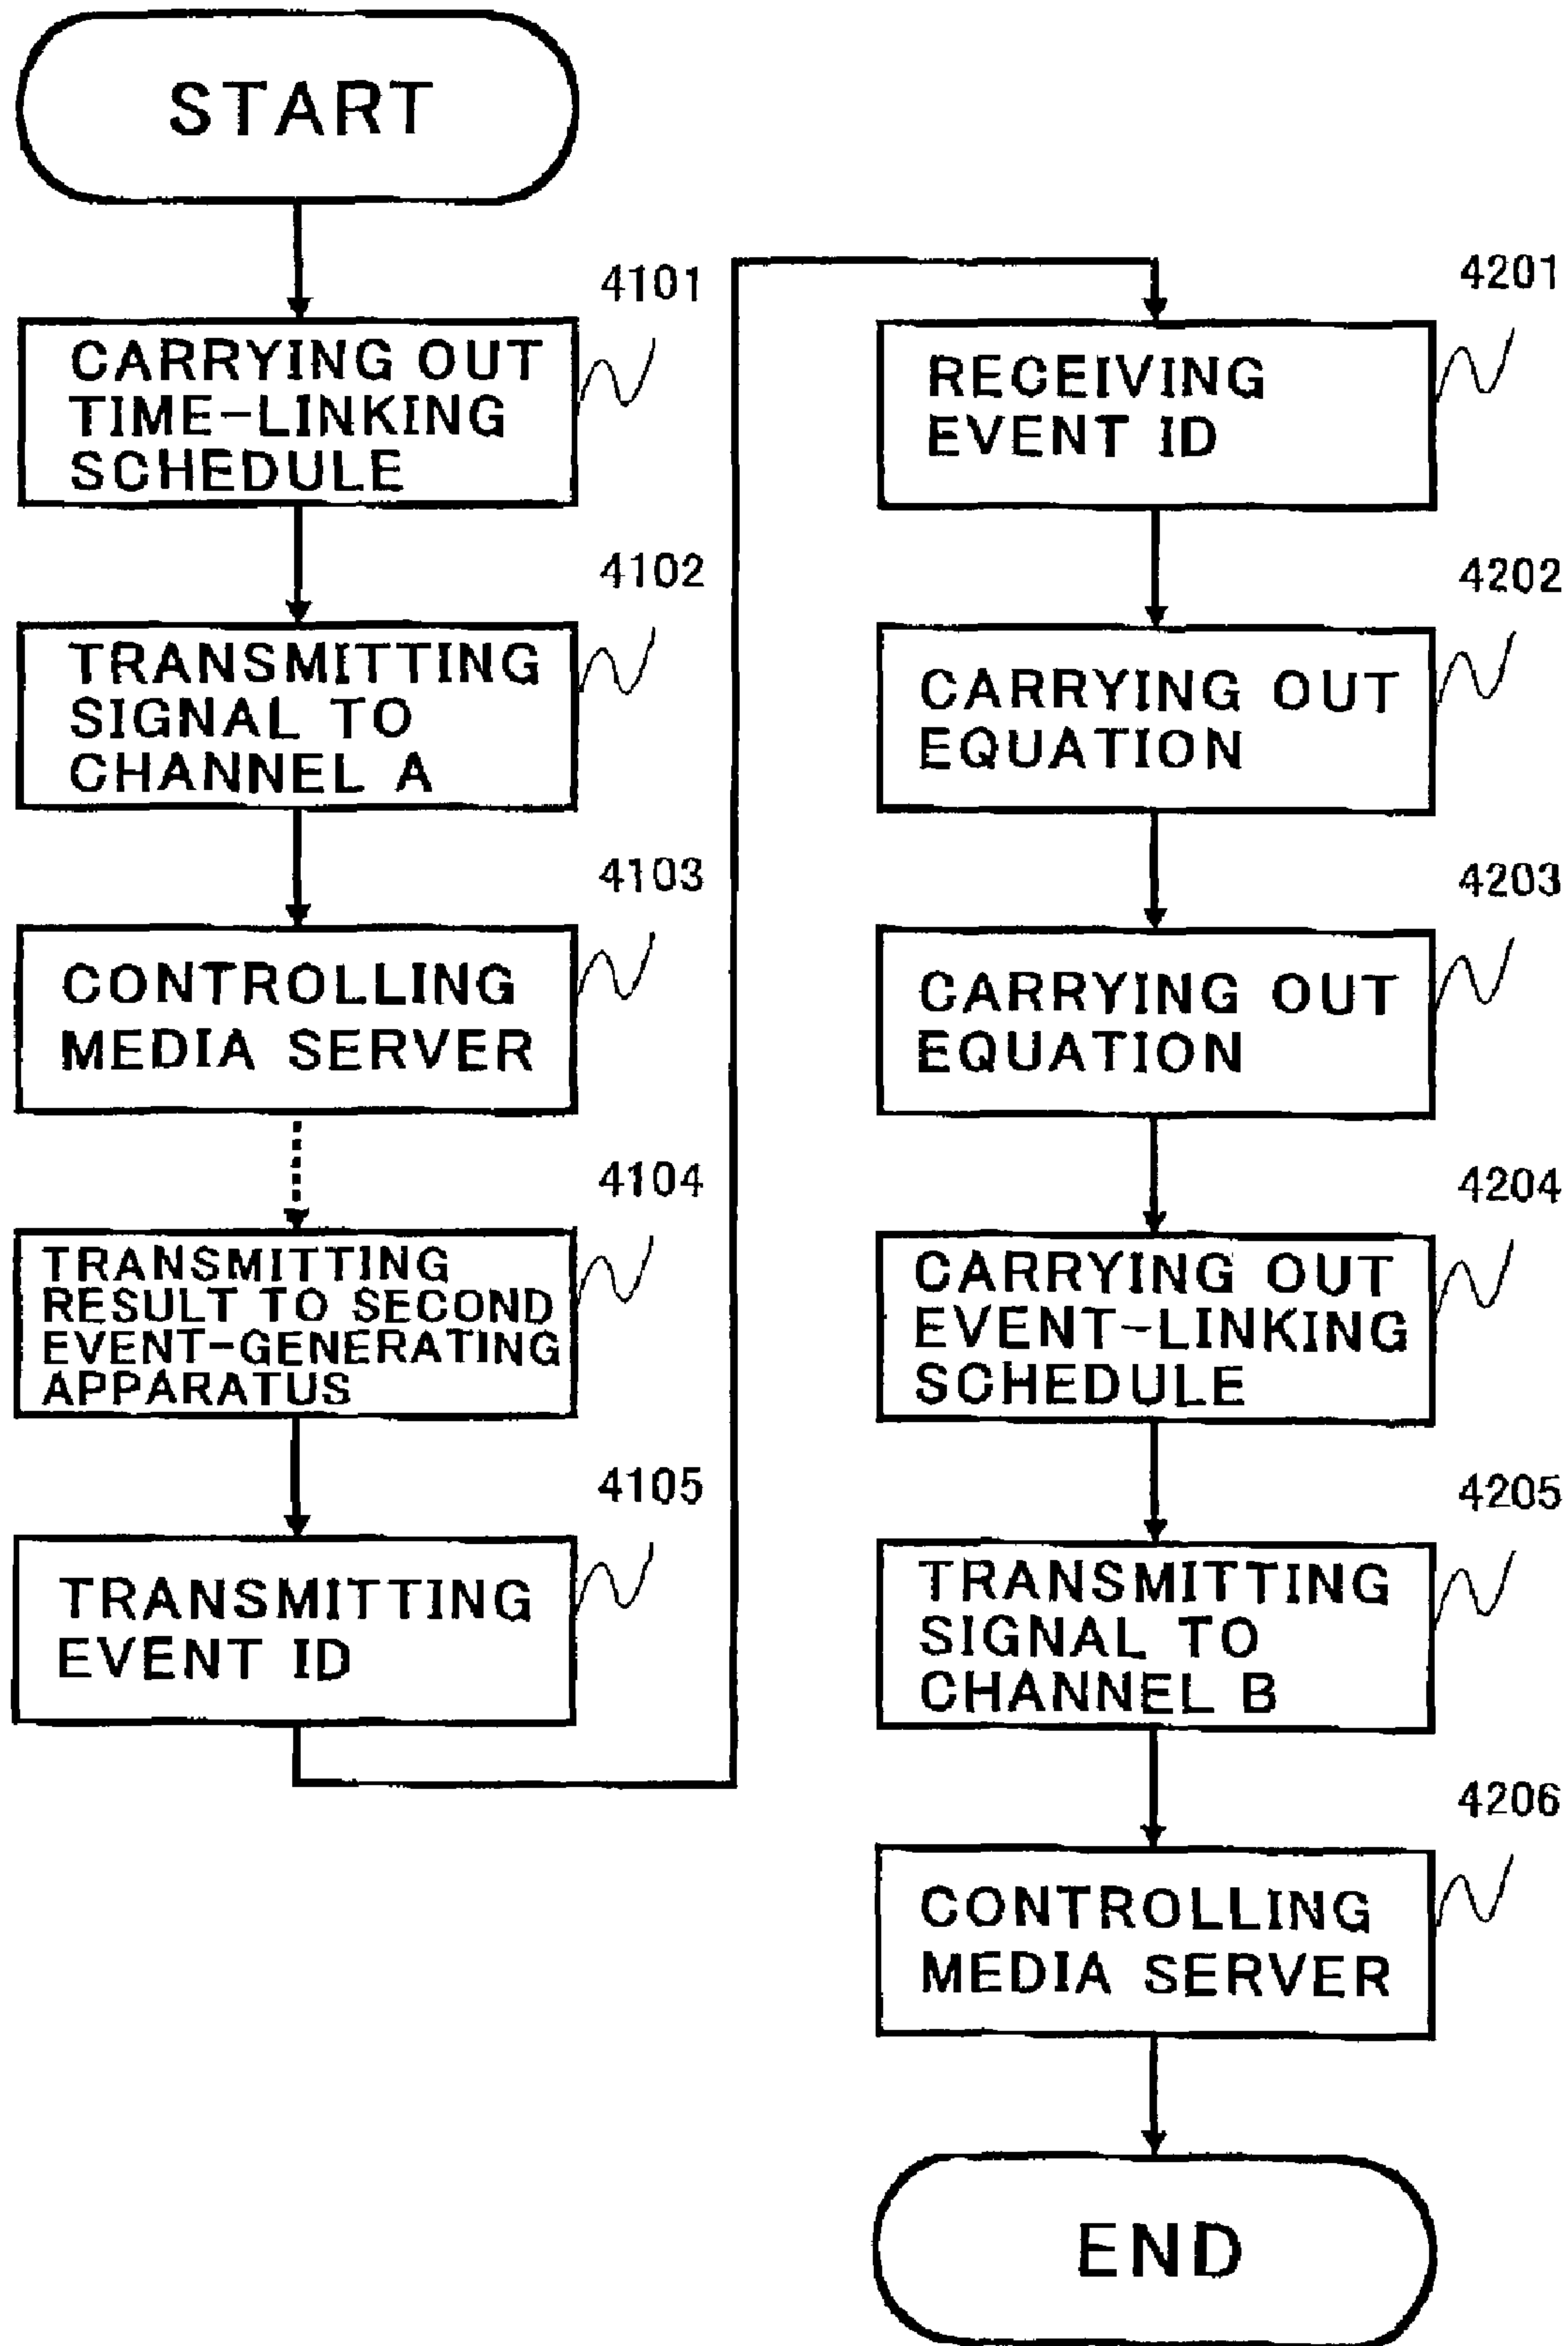 START
4101
CARRYING OUT
TIME-LINKING
SCHEDULE
4102
TRANSMITTING
SIGNAL TO
CHANNEL A
4103
CONTROLLING
MEDIA SERVER
4104
TRANSMITTING
RESULT TO SECOND
EVENT-GENERATING
APPARATUS
4105
TRANSMITTING
EVENT ID
4201
RECEIVING
EVENT ID
4202
CARRYING OUT
EQUATION
4203
CARRYING OUT
EQUATION
4204
CARRYING OUT
EVENT-LINKING
SCHEDULE
4205
TRANSMITTING
SIGNAL TO
CHANNEL B
4206
CONTROLLING
MEDIA SERVER
END